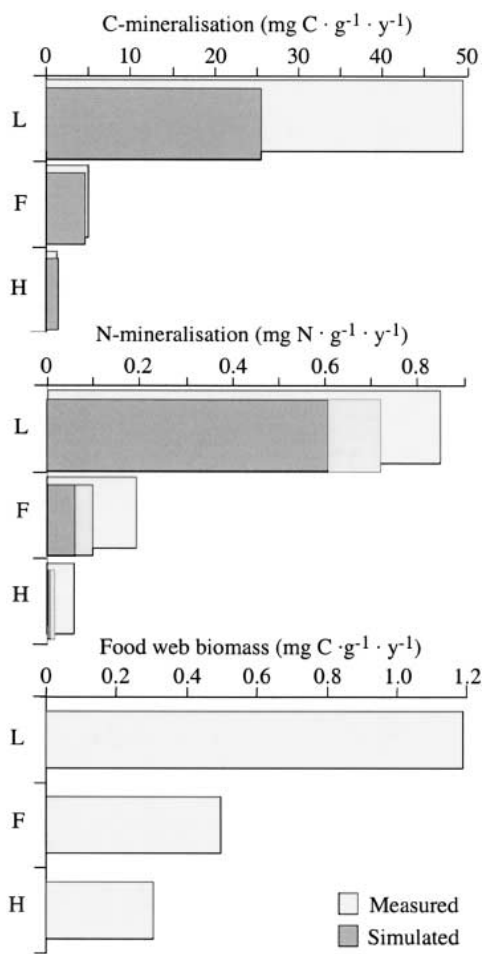 C-mineralisation (mg C · g-1 · y-1)
0 10 20 30 40 50
L
F
H
N-mineralisation (mg N · g-1 · y-1)
0 0.2 0.4 0.6 0.8
L
F
H
Food web biomass (mg C ·g-1 · y-1)
0 0.2 0.4 0.6 0.8 1.0 1.2
L
F
H
Measured
Simulated